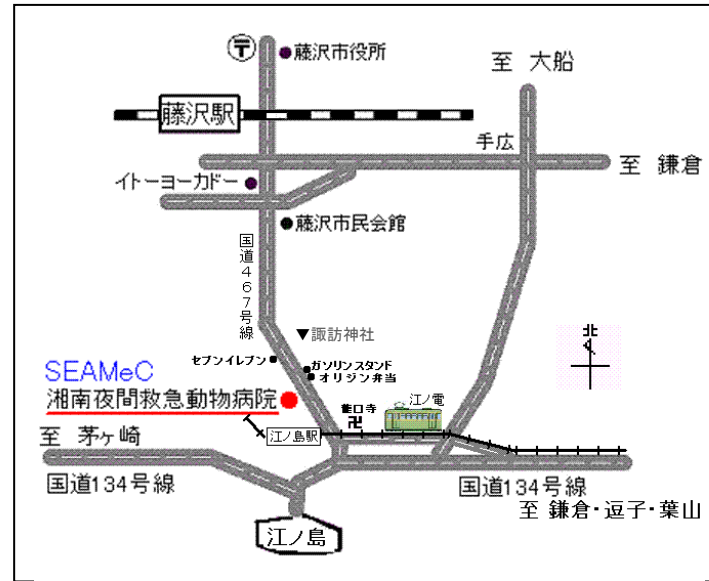 〒
藤沢市役所
至 大船
藤沢駅
手広
至 鎌倉
イトーヨーカドー
藤沢市民会館
国道467号線
▼諏訪神社
北
セブンイレブン
ガソリンスタンド
オリジン弁当
SEAMeC
湘南夜間救急動物病院
龍口寺
卍
江ノ電
至 茅ヶ崎
江ノ島駅
国道134号線
国道134号線
至 鎌倉・逗子・葉山
江ノ島